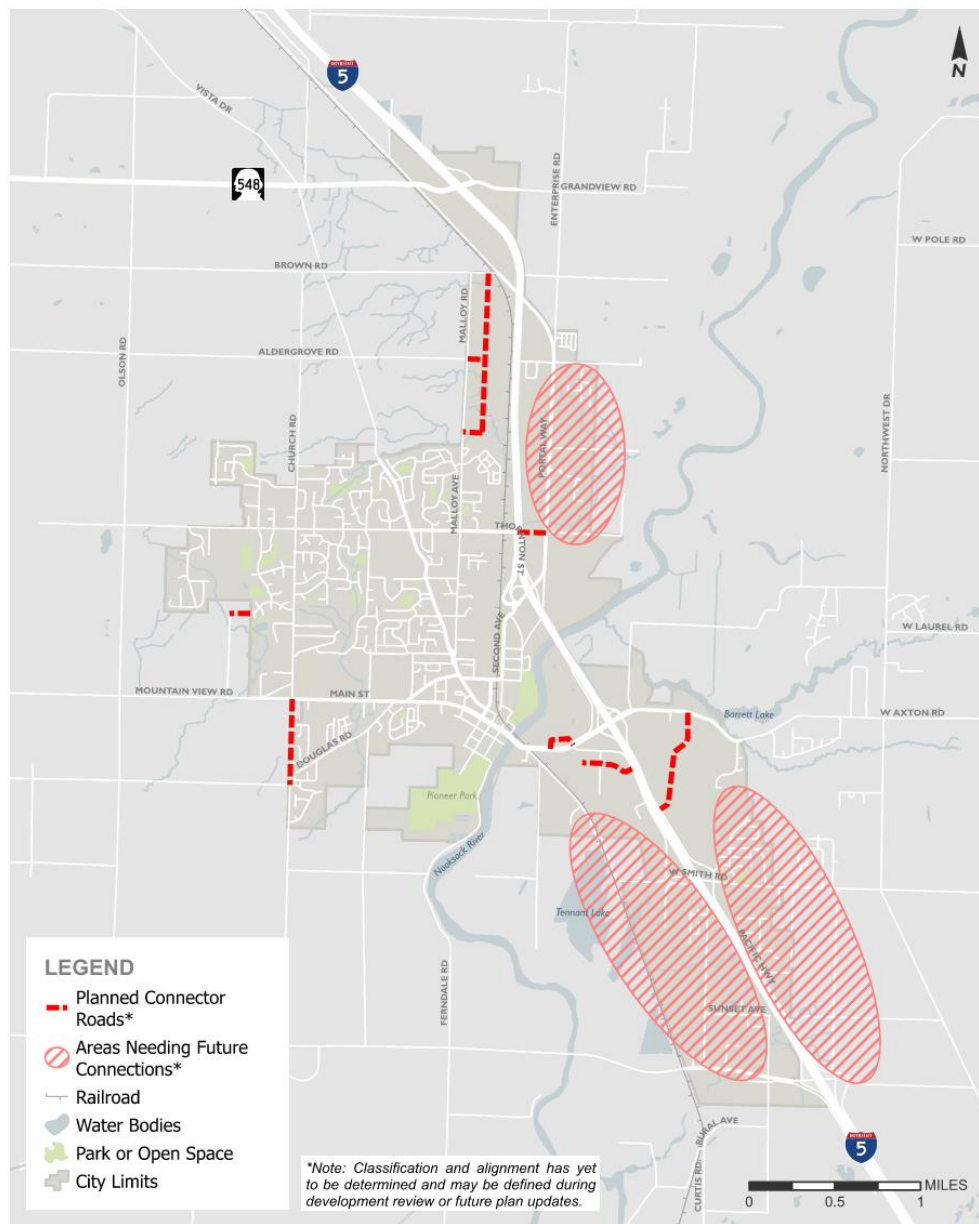 N
INTERSTATE
5
VISTA DR
548
ENTERPRISE RD
GRANDVIEW RD
W POLE RD
BROWN RD
MALLOY RD
OLSON RD
ALDERGROVE RD
CHURCH RD
PORTAL WAY
NORTHWEST DR
MALLOY AVE
THORNTON ST
SECOND AVE
W LAUREL RD
MOUNTAIN VIEW RD
MAIN ST
Barrett Lake
W AXTON RD
DOUGLAS RD
Pioneer Park
Nooksack River
W SMITH RD
Tennant Lake
PACIFIC HWY
FERNDALE RD
SUNSET AVE
RURAL AVE
CURTIS RD
INTERSTATE
5
LEGEND
Planned Connector
Roads*
Areas Needing Future
Connections*
Railroad
Water Bodies
Park or Open Space
City Limits
*Note: Classification and alignment has yet
to be determined and may be defined during
development review or future plan updates.
MILES
0 0.5 1